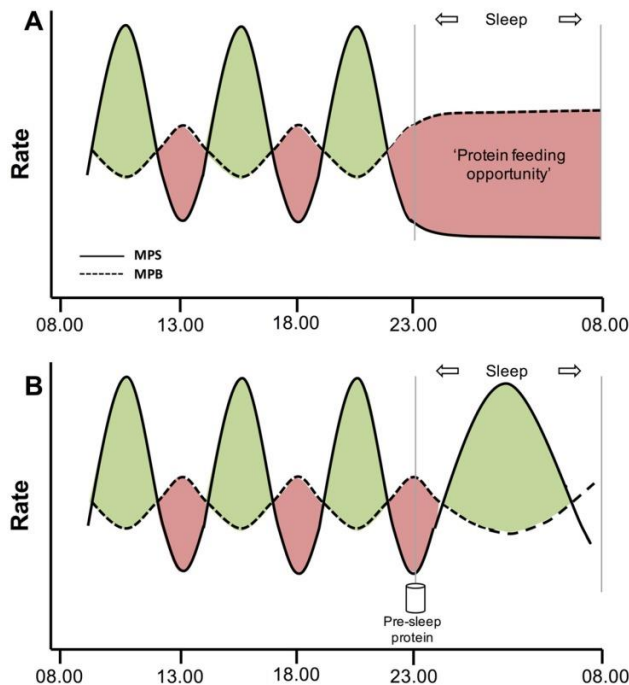 A
Sleep
Rate
'Protein feeding
opportunity'
MPS
MPB
08.00 13.00 18.00 23.00 08.00
B
Sleep
Rate
Pre-sleep
protein
08.00 13.00 18.00 23.00 08.00